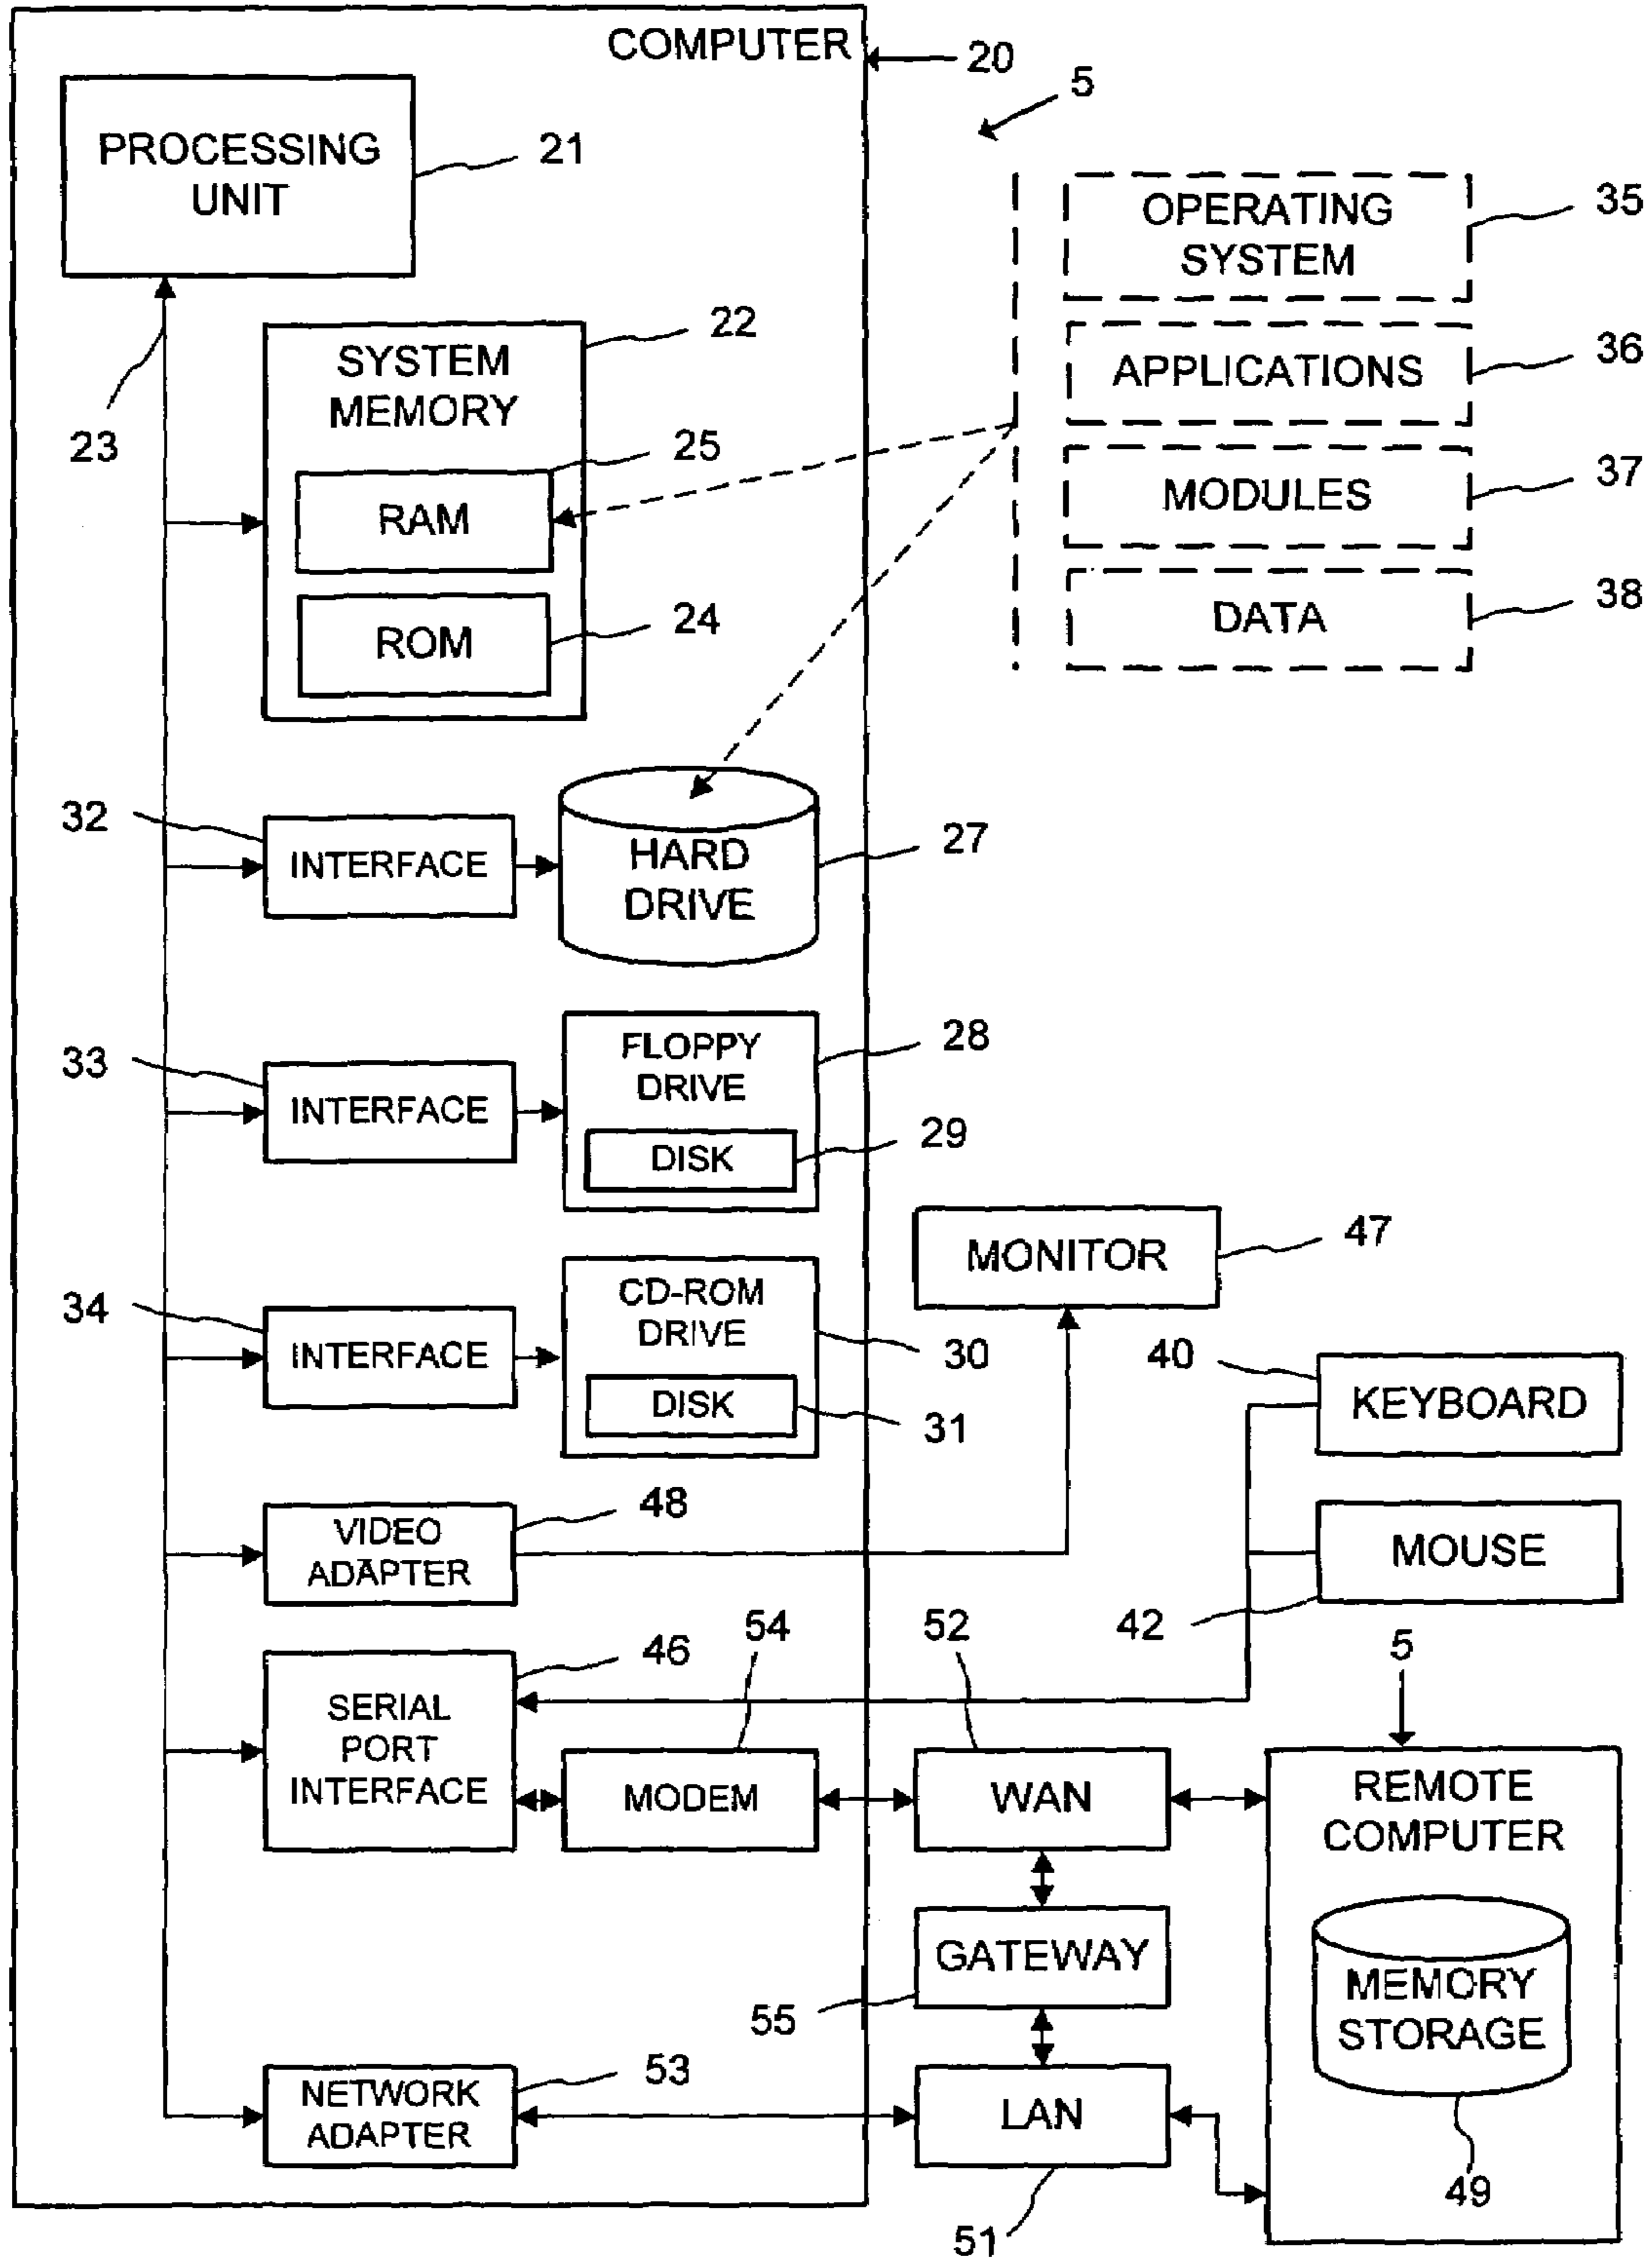 COMPUTER
20
5
PROCESSING
UNIT
21
OPERATING
SYSTEM
35
22
SYSTEM
MEMORY
APPLICATIONS
36
23
25
RAM
MODULES
37
24
ROM
DATA
38
32
INTERFACE
HARD
DRIVE
27
33
INTERFACE
FLOPPY
DRIVE
28
DISK
29
MONITOR
47
34
INTERFACE
CD-ROM
DRIVE
30
DISK
31
40
KEYBOARD
VIDEO
ADAPTER
48
MOUSE
42
46
54
52
5
SERIAL
PORT
INTERFACE
MODEM
WAN
REMOTE
COMPUTER
GATEWAY
55
MEMORY
STORAGE
49
NETWORK
ADAPTER
53
LAN
51